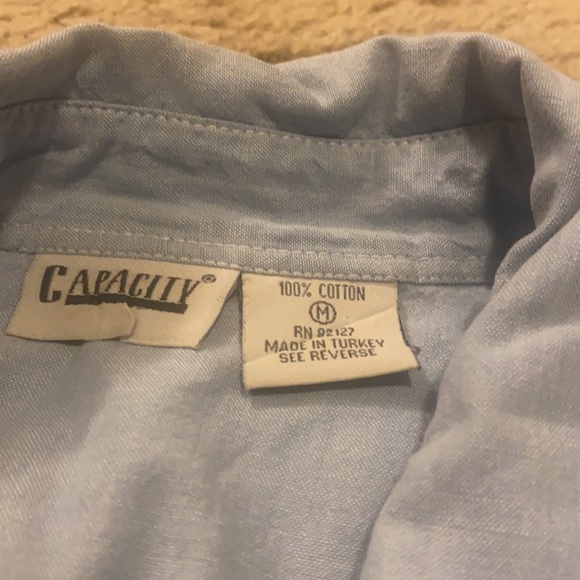 CAPACITY®
100% COTTON
M
RN 92127
MADE IN TURKEY
SEE REVERSE